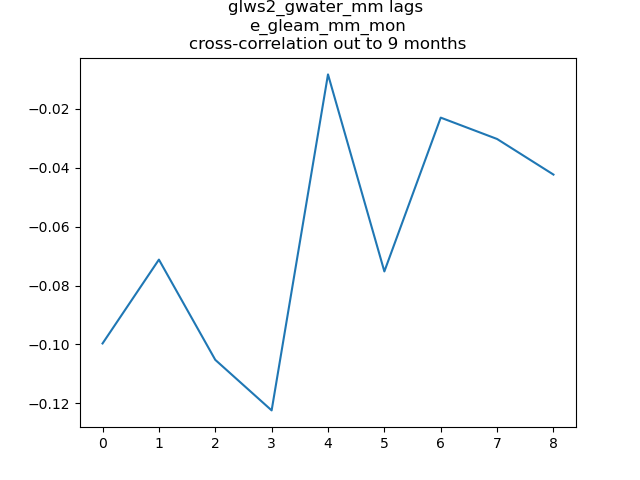 glws2_gwater_mm lags
e_gleam_mm_mon
cross-correlation out to 9 months
−0.02
−0.04
−0.06
−0.08
−0.10
−0.12
0 1 2 3 4 5 6 7 8